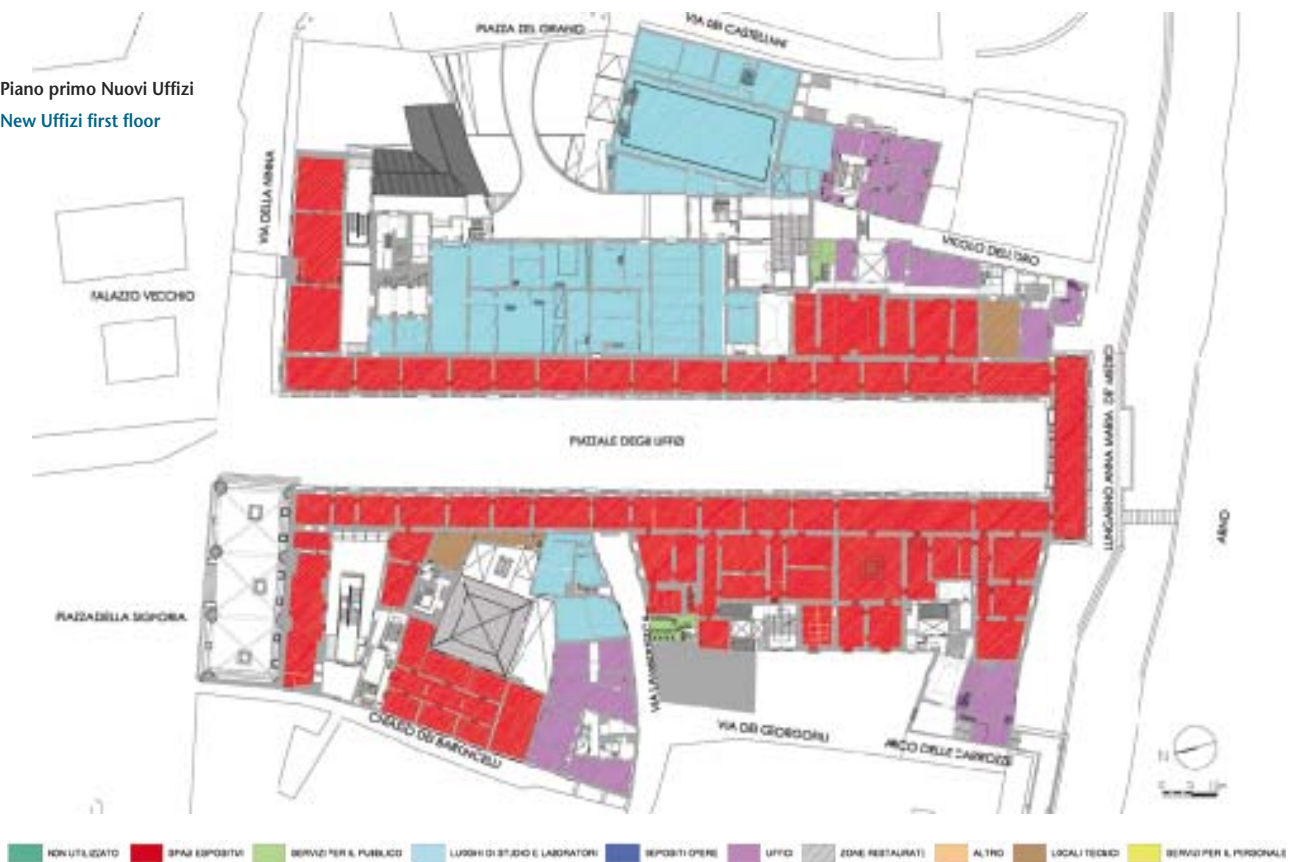 Piano primo Nuovi Uffizi
New Uffizi first floor
PIAZZA DEL GRANO
VIA DEI CASTELLANI
VIA DELLA NINNA
PALAZZO VECCHIO
VICOLO DELL'ORO
PIAZZALE DEGLI UFFIZI
LUNGARNO ANNA MARIA DE' MEDICI
ARNO
PIAZZA DELLA SIGNORIA
CHIASSO DEI BARONCELLI
VIA LAMBERTESCA
VIA DEI GEORGOFILI
ARCO DELLE CARROZZE
N
NON UTILIZZATO
SPAZI ESPOSITIVI
SERVIZI PER IL PUBBLICO
LUOGHI DI STUDIO E LABORATORI
DEPOSITI OPERE
UFFICI
ZONE RESTAURATE
ALTRO
LOCALI TECNICI
SERVIZI PER IL PERSONALE